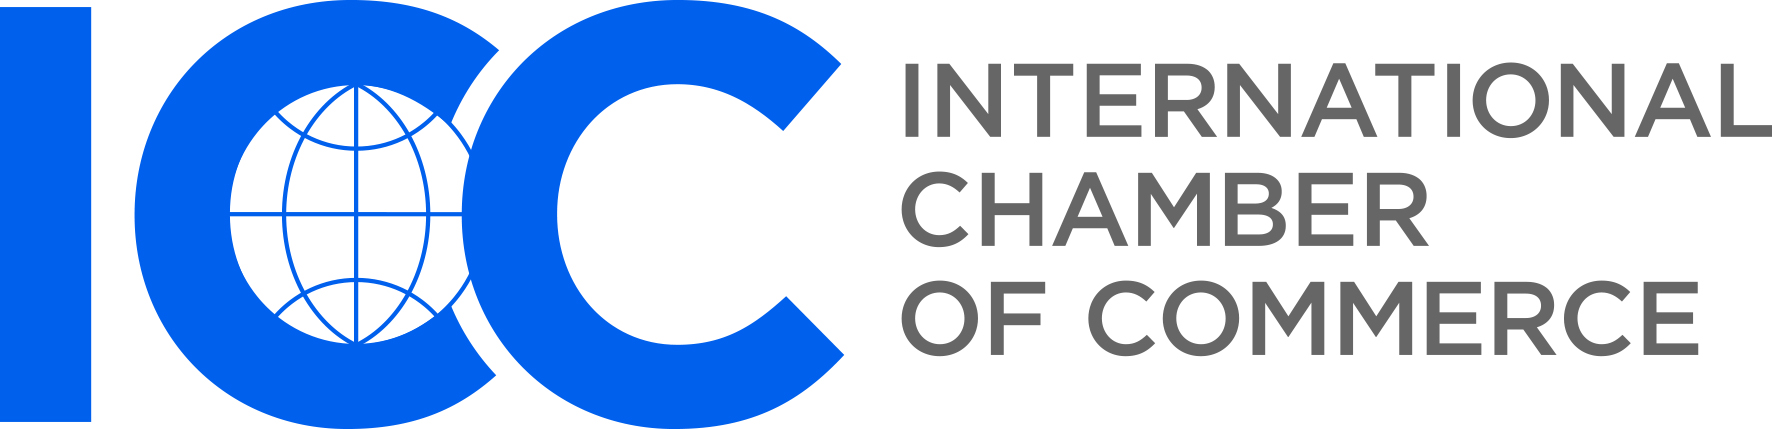 ICC
INTERNATIONAL
CHAMBER
OF COMMERCE